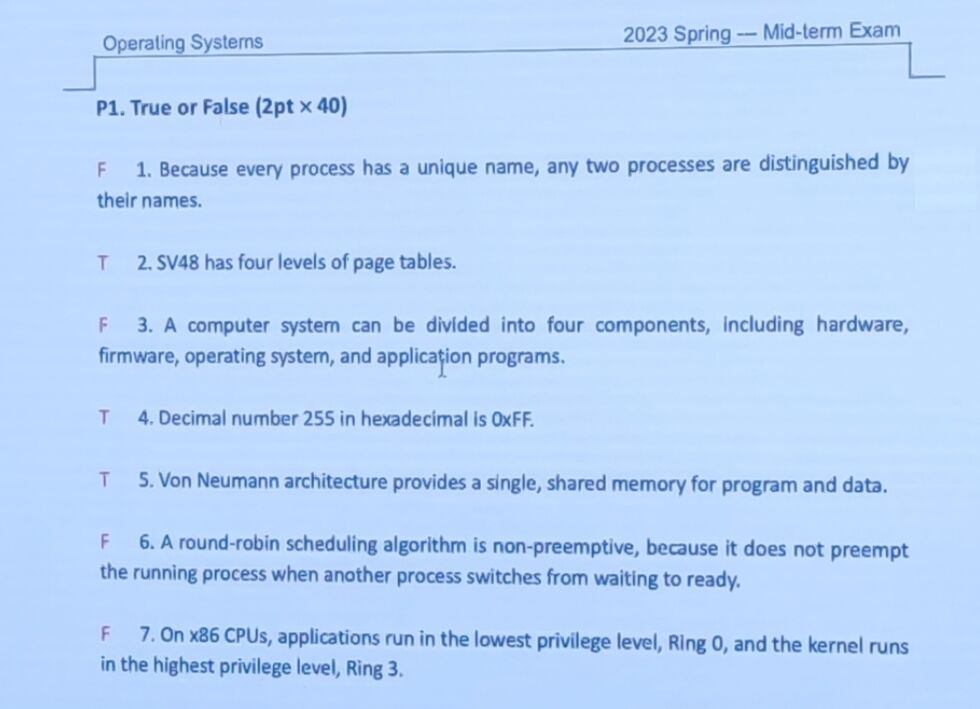 Operating Systems
2023 Spring — Mid-term Exam
P1. True or False (2pt × 40)
F 1. Because every process has a unique name, any two processes are distinguished by
their names.
T 2. SV48 has four levels of page tables.
F 3. A computer system can be divided into four components, including hardware,
firmware, operating system, and application programs.
T 4. Decimal number 255 in hexadecimal is 0xFF.
T 5. Von Neumann architecture provides a single, shared memory for program and data.
F 6. A round-robin scheduling algorithm is non-preemptive, because it does not preempt
the running process when another process switches from waiting to ready.
F 7. On x86 CPUs, applications run in the lowest privilege level, Ring 0, and the kernel runs
in the highest privilege level, Ring 3.